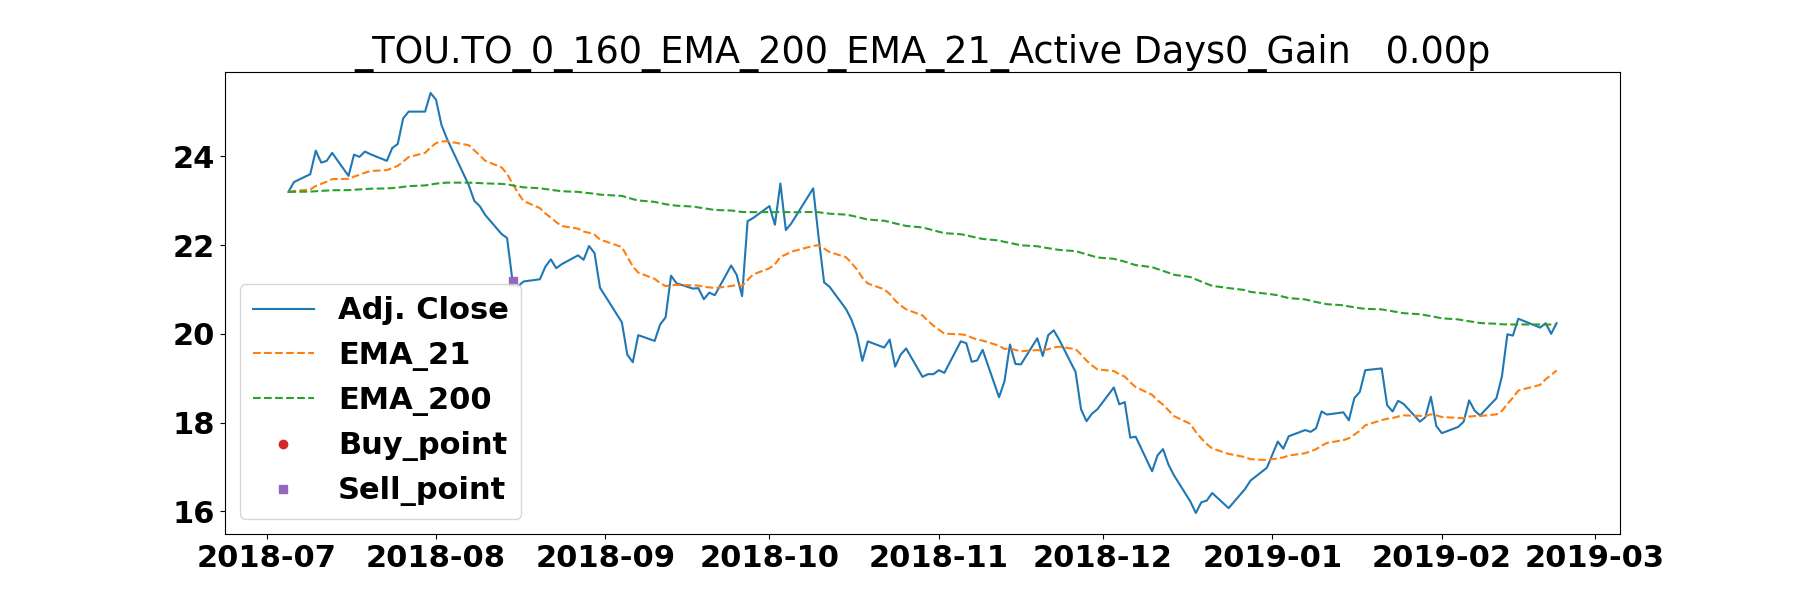 _TOU.TO_0_160_EMA_200_EMA_21_Active Days0_Gain   0.00p
24
22
20
18
16
Adj. Close
EMA_21
EMA_200
Buy_point
Sell_point
2018-07 2018-08 2018-09 2018-10 2018-11 2018-12 2019-01 2019-02 2019-03